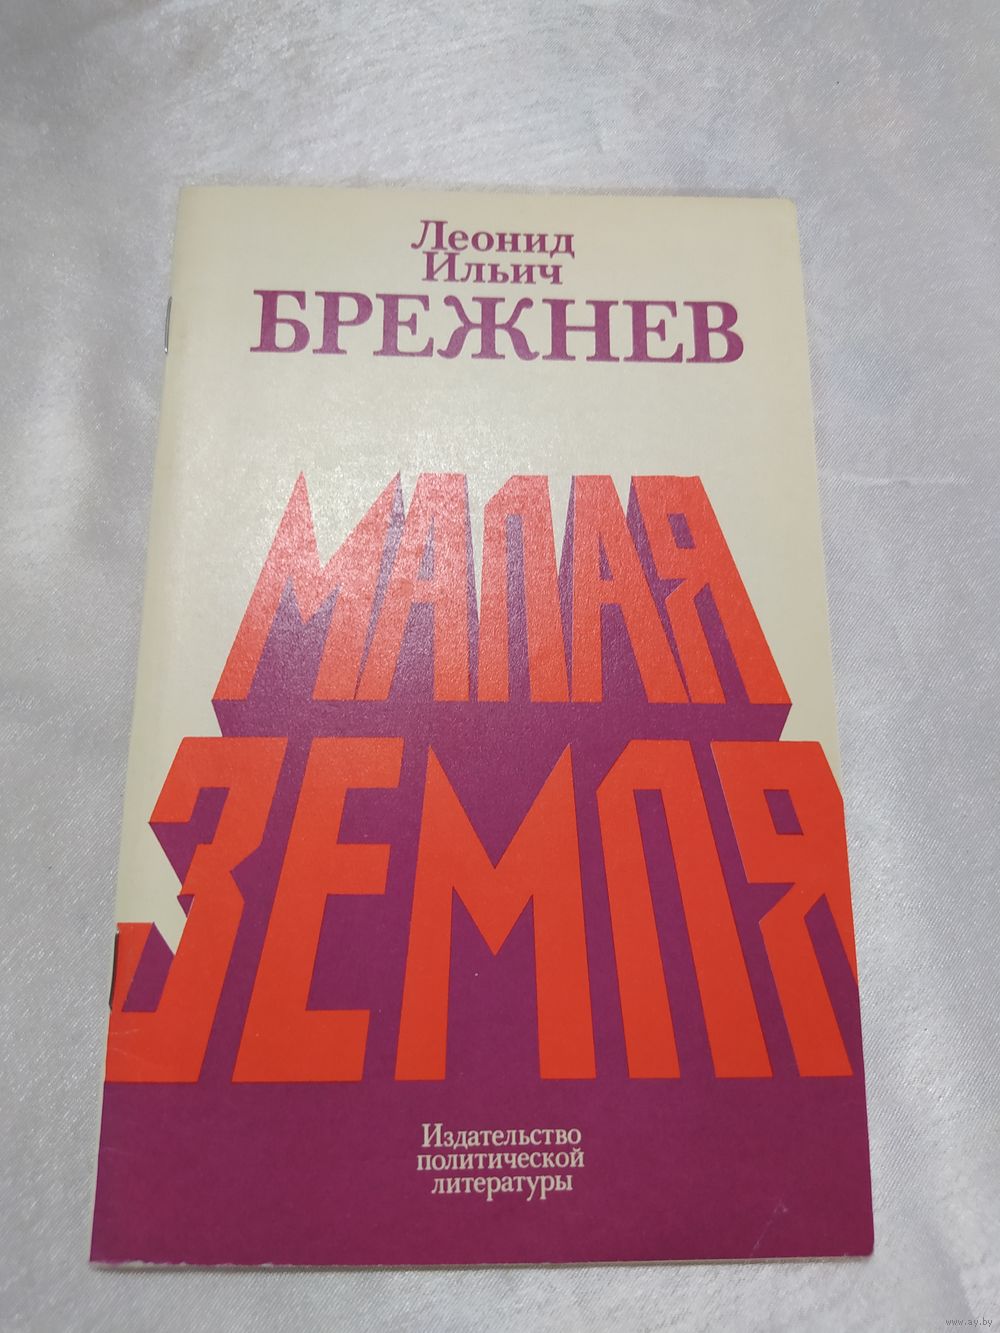 Леонид
Ильич
БРЕЖНЕВ
МАЛАЯ
ЗЕМЛЯ
Издательство
политической
литературы
www.ay.by